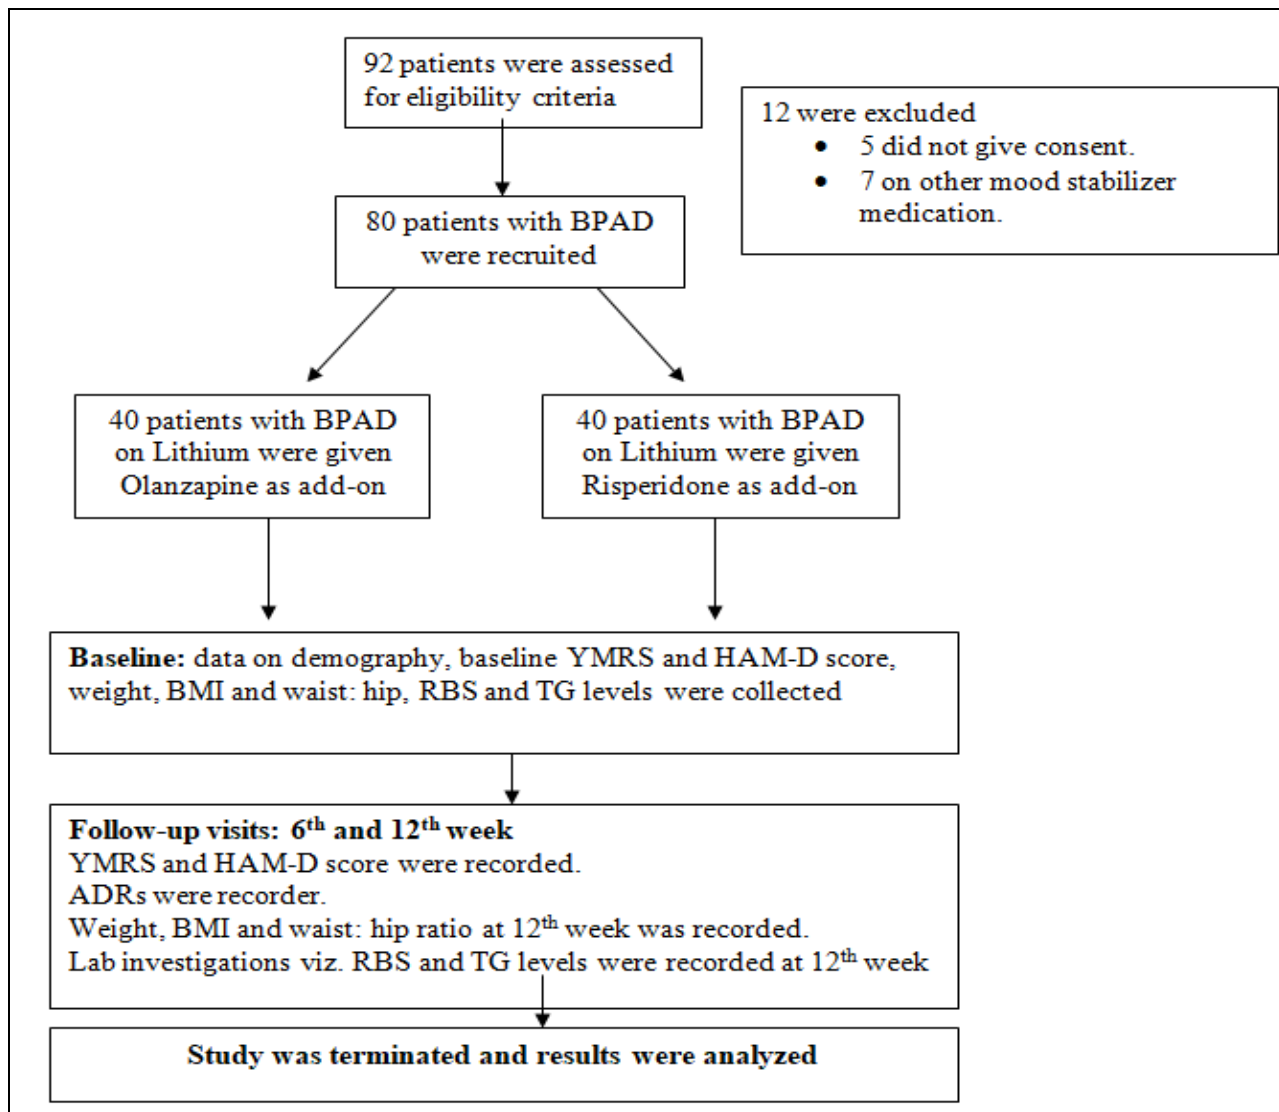 92 patients were assessed
for eligibility criteria
12 were excluded
• 5 did not give consent.
• 7 on other mood stabilizer
medication.
80 patients with BPAD
were recruited
40 patients with BPAD
on Lithium were given
Olanzapine as add-on
40 patients with BPAD
on Lithium were given
Risperidone as add-on
Baseline: data on demography, baseline YMRS and HAM-D score,
weight, BMI and waist: hip, RBS and TG levels were collected
Follow-up visits: 6th and 12th week
YMRS and HAM-D score were recorded.
ADRs were recorder.
Weight, BMI and waist: hip ratio at 12th week was recorded.
Lab investigations viz. RBS and TG levels were recorded at 12th week
Study was terminated and results were analyzed